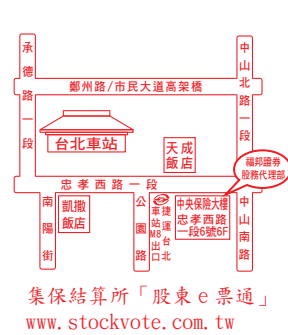 承德路一段
中山北路一段
鄭州路/市民大道高架橋
台北車站
天成
飯店
福邦證券
股務代理部
忠孝西路一段
南陽街
凱撒
飯店
公園路
捷運台北
車站M8出口
中央保險大樓
忠孝西路
一段6號6F
中山南路
集保結算所「股東e票通」
www.stockvote.com.tw